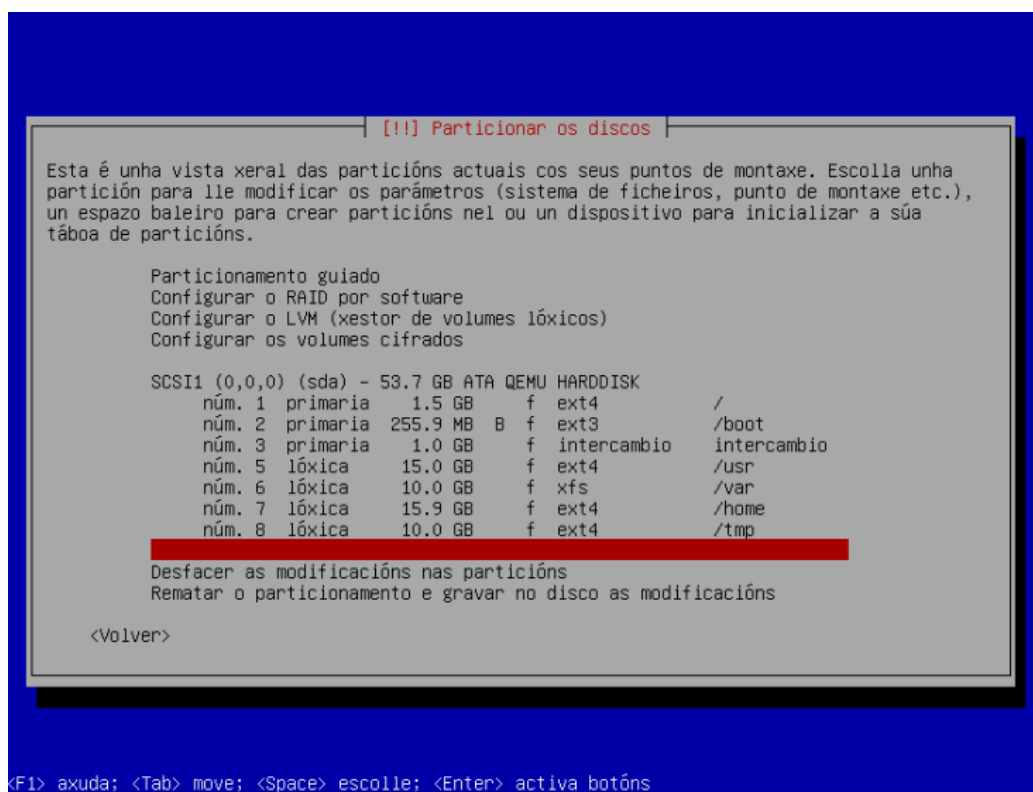 [!!] Particionar os discos
Esta é unha vista xeral das particións actuais cos seus puntos de montaxe. Escolla unha
partición para lle modificar os parámetros (sistema de ficheiros, punto de montaxe etc.),
un espazo baleiro para crear particións nel ou un dispositivo para inicializar a súa
táboa de particións.
Particionamento guiado
Configurar o RAID por software
Configurar o LVM (xestor de volumes lóxicos)
Configurar os volumes cifrados
SCSI1 (0,0,0) (sda) - 53.7 GB ATA QEMU HARDDISK
núm. 1 primaria 1.5 GB f ext4 /
núm. 2 primaria 255.9 MB B f ext3 /boot
núm. 3 primaria 1.0 GB f intercambio intercambio
núm. 5 lóxica 15.0 GB f ext4 /usr
núm. 6 lóxica 10.0 GB f xfs /var
núm. 7 lóxica 15.9 GB f ext4 /home
núm. 8 lóxica 10.0 GB f ext4 /tmp
Desfacer as modificacións nas particións
Rematar o particionamento e gravar no disco as modificacións
<Volver>
<F1> axuda; <Tab> move; <Space> escolle; <Enter> activa botóns